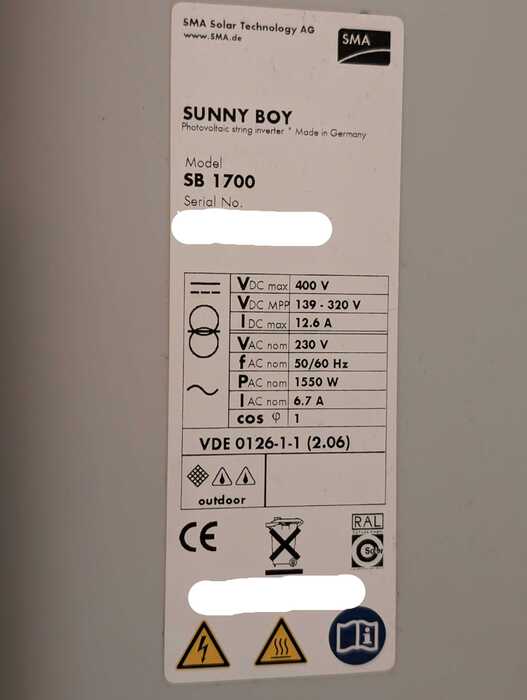 SMA Solar Technology AG
www.SMA.de
SMA
SUNNY BOY
Photovoltaic string inverter * Made in Germany
Model
SB 1700
Serial No.
VDC max 400 V
VDC MPP 139 - 320 V
IDC max 12.6 A
VAC nom 230 V
fAC nom 50/60 Hz
PAC nom 1550 W
IAC nom 6.7 A
cos φ 1
VDE 0126-1-1 (2.06)
outdoor
CE
RAL
Solar